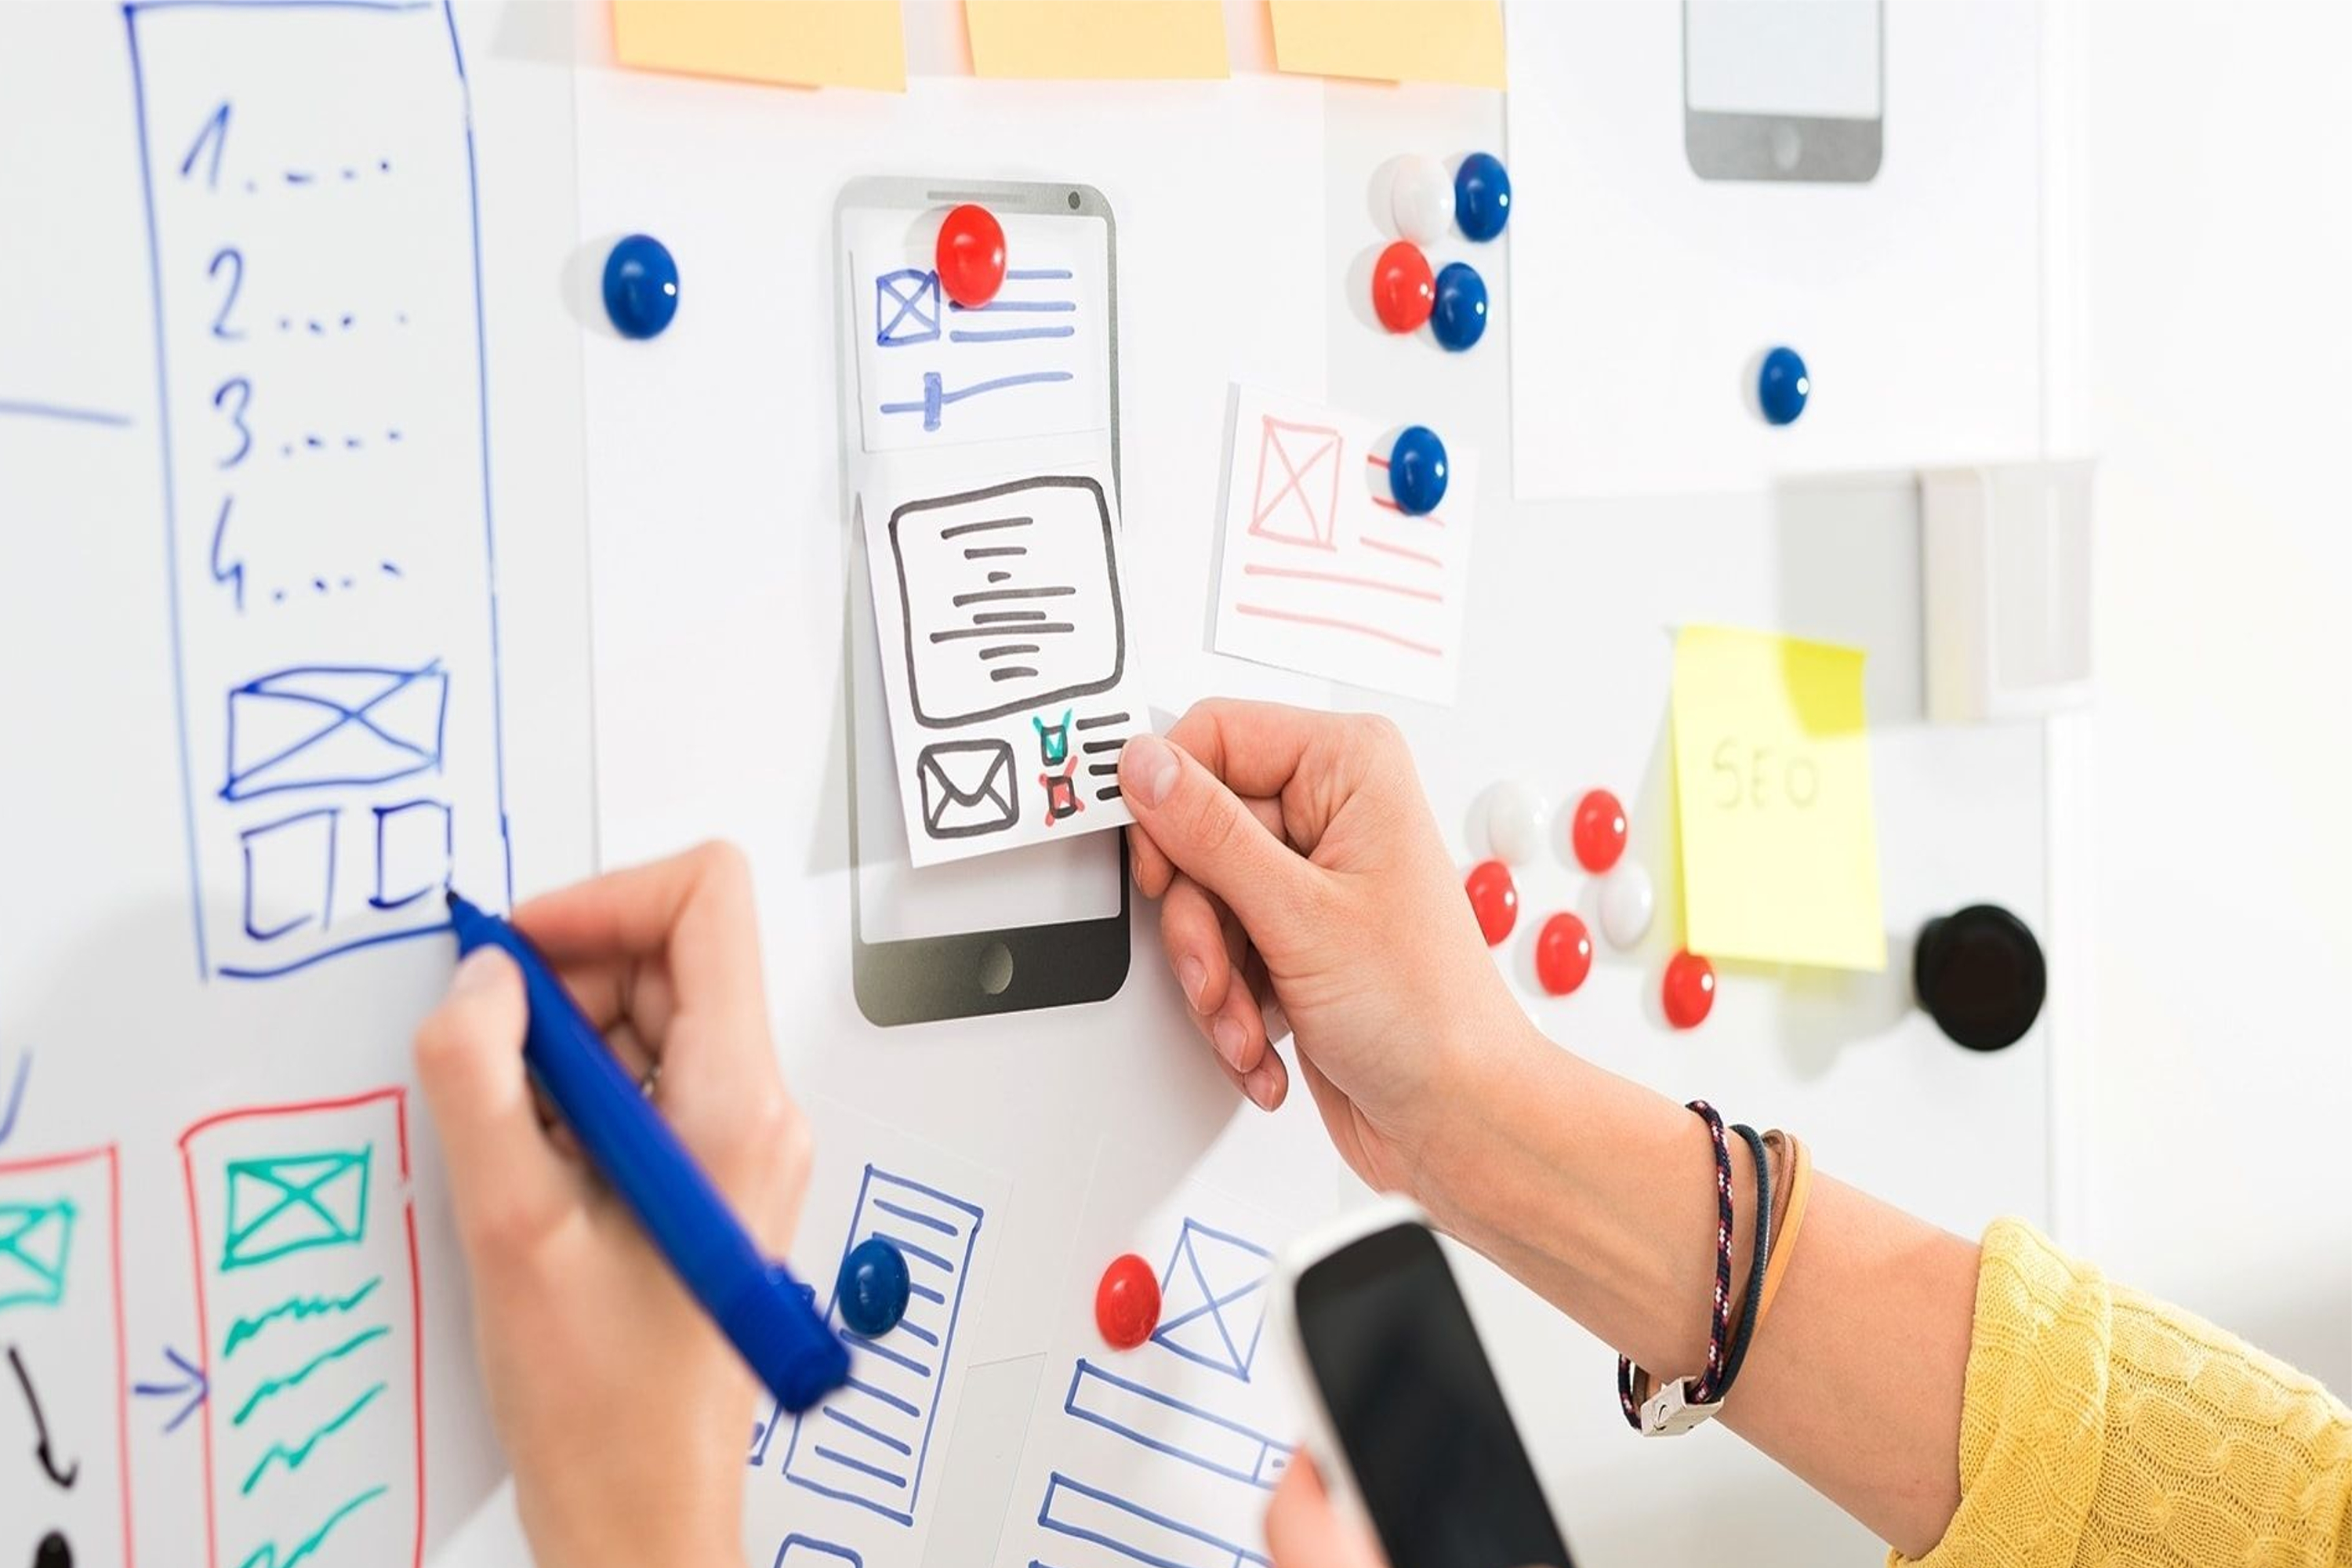 1. - - .
2 . . . .
3 . - - -
4 . . . .
SEO